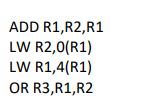 ADD R1,R2,R1
LW R2,0(R1)
LW R1,4(R1)
OR R3,R1,R2